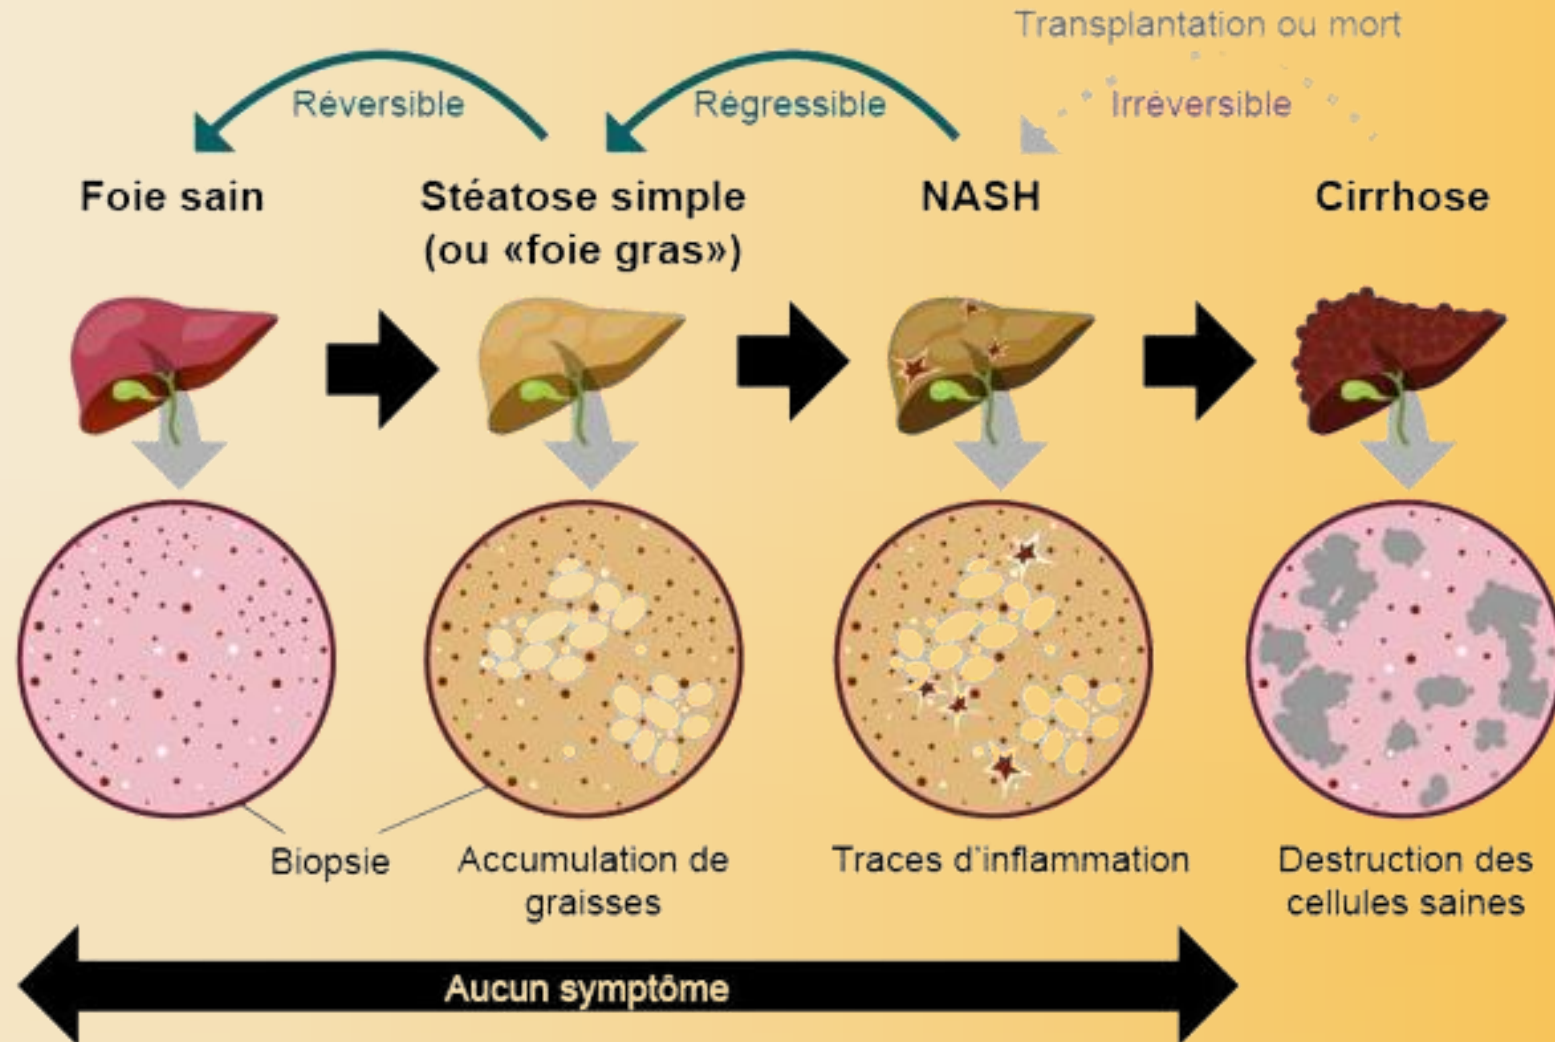 Transplantation ou mort
Réversible
Régressible
Irréversible
Foie sain
Stéatose simple
(ou «foie gras»)
NASH
Cirrhose
Biopsie
Accumulation de
graisses
Traces d'inflammation
Destruction des
cellules saines
Aucun symptôme